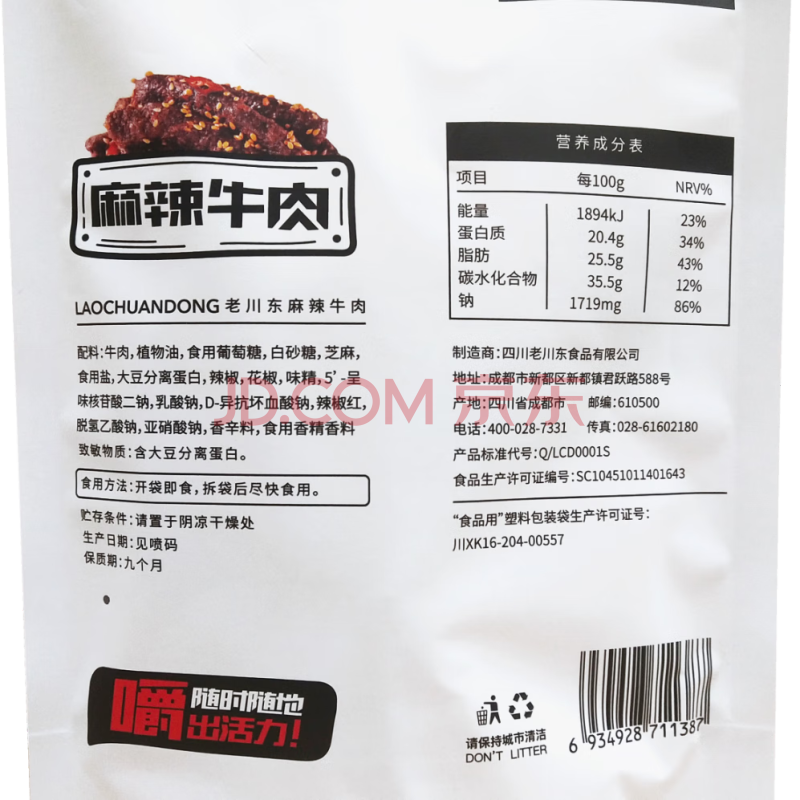 麻辣牛肉
LAOCHUANDONG 老川东麻辣牛肉
配料:牛肉,植物油,食用葡萄糖,白砂糖,芝麻,
食用盐,大豆分离蛋白,辣椒,花椒,味精,5’-呈
味核苷酸二钠,乳酸钠,D-异抗坏血酸钠,辣椒红,
脱氢乙酸钠,亚硝酸钠,香辛料,食用香精香料
致敏物质:含大豆分离蛋白。
食用方法:开袋即食,拆袋后尽快食用。
贮存条件:请置于阴凉干燥处
生产日期:见喷码
保质期:九个月
嚼随时随地
出活力!
营养成分表
项目 每100g NRV%
能量 1894kJ 23%
蛋白质 20.4g 34%
脂肪 25.5g 43%
碳水化合物 35.5g 12%
钠 1719mg 86%
制造商:四川老川东食品有限公司
地址:成都市新都区新都镇君跃路588号
产地:四川省成都市 邮编:610500
电话:400-028-7331 传真:028-61602180
产品标准代号:Q/LCD0001S
食品生产许可证编号:SC10451011401643
“食品用”塑料包装袋生产许可证号:
川XK16-204-00557
请保持城市清洁
DON'T LITTER
6 934928 711387
JD.COM 京东